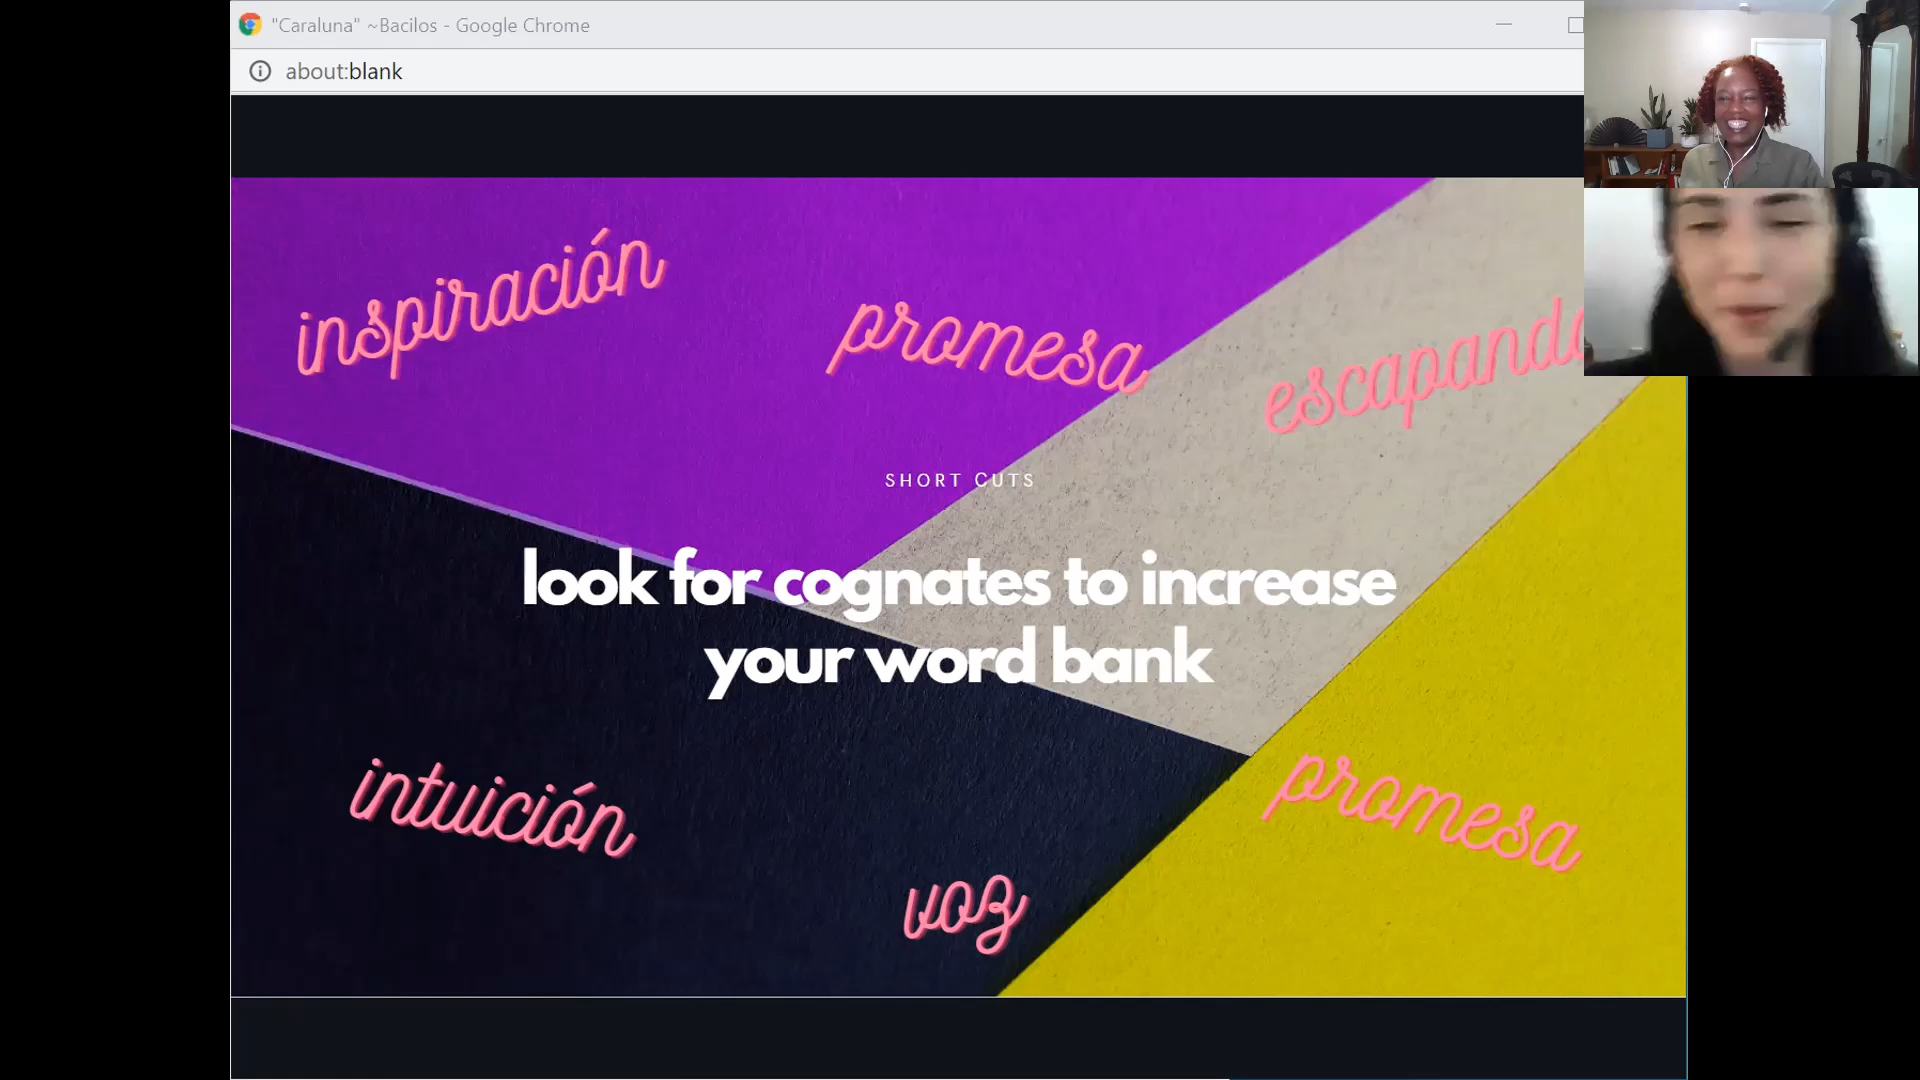 "Caraluna" ~Bacilos - Google Chrome
about:blank
inspiración
promesa
escapando
SHORT CUTS
look for cognates to increase
your word bank
intuición
promesa
voz